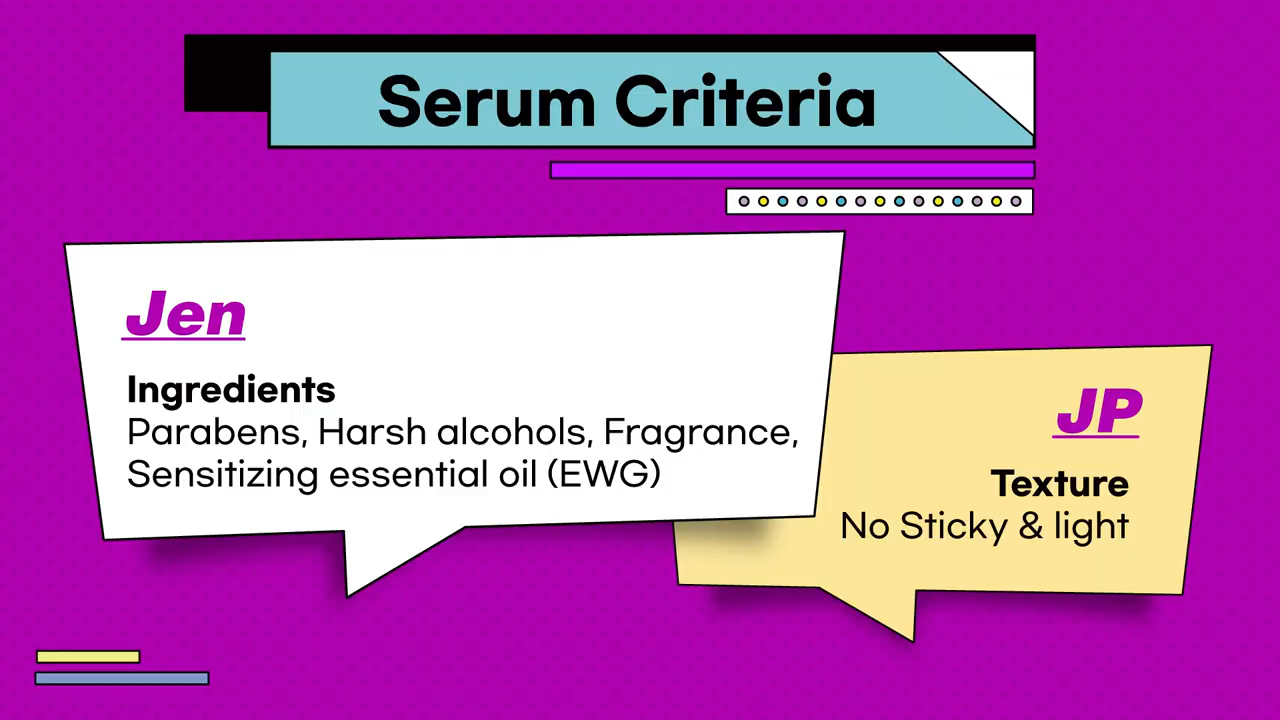 Serum Criteria
Jen
Ingredients
Parabens, Harsh alcohols, Fragrance,
Sensitizing essential oil (EWG)
JP
Texture
No Sticky & light